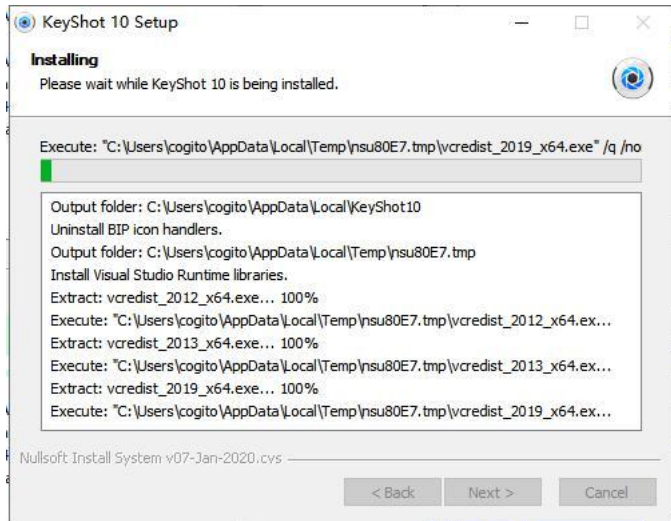 KeyShot 10 Setup
Installing
Please wait while KeyShot 10 is being installed.
Execute: "C:\Users\cogito\AppData\Local\Temp\nsu80E7.tmp\vcredist_2019_x64.exe" /q /no
Output folder: C:\Users\cogito\AppData\Local\KeyShot10
Uninstall BIP icon handlers.
Output folder: C:\Users\cogito\AppData\Local\Temp\nsu80E7.tmp
Install Visual Studio Runtime libraries.
Extract: vcredist_2012_x64.exe... 100%
Execute: "C:\Users\cogito\AppData\Local\Temp\nsu80E7.tmp\vcredist_2012_x64.ex...
Extract: vcredist_2013_x64.exe... 100%
Execute: "C:\Users\cogito\AppData\Local\Temp\nsu80E7.tmp\vcredist_2013_x64.ex...
Extract: vcredist_2019_x64.exe... 100%
Execute: "C:\Users\cogito\AppData\Local\Temp\nsu80E7.tmp\vcredist_2019_x64.ex...
Nullsoft Install System v07-Jan-2020.cvs
< Back Next > Cancel